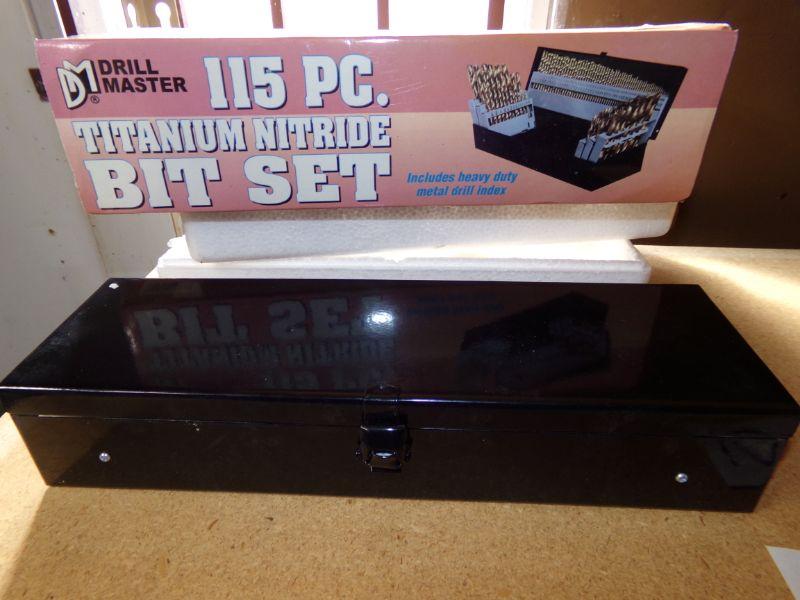 DM® DRILL MASTER
115 PC.
TITANIUM NITRIDE
BIT SET
Includes heavy duty
metal drill index